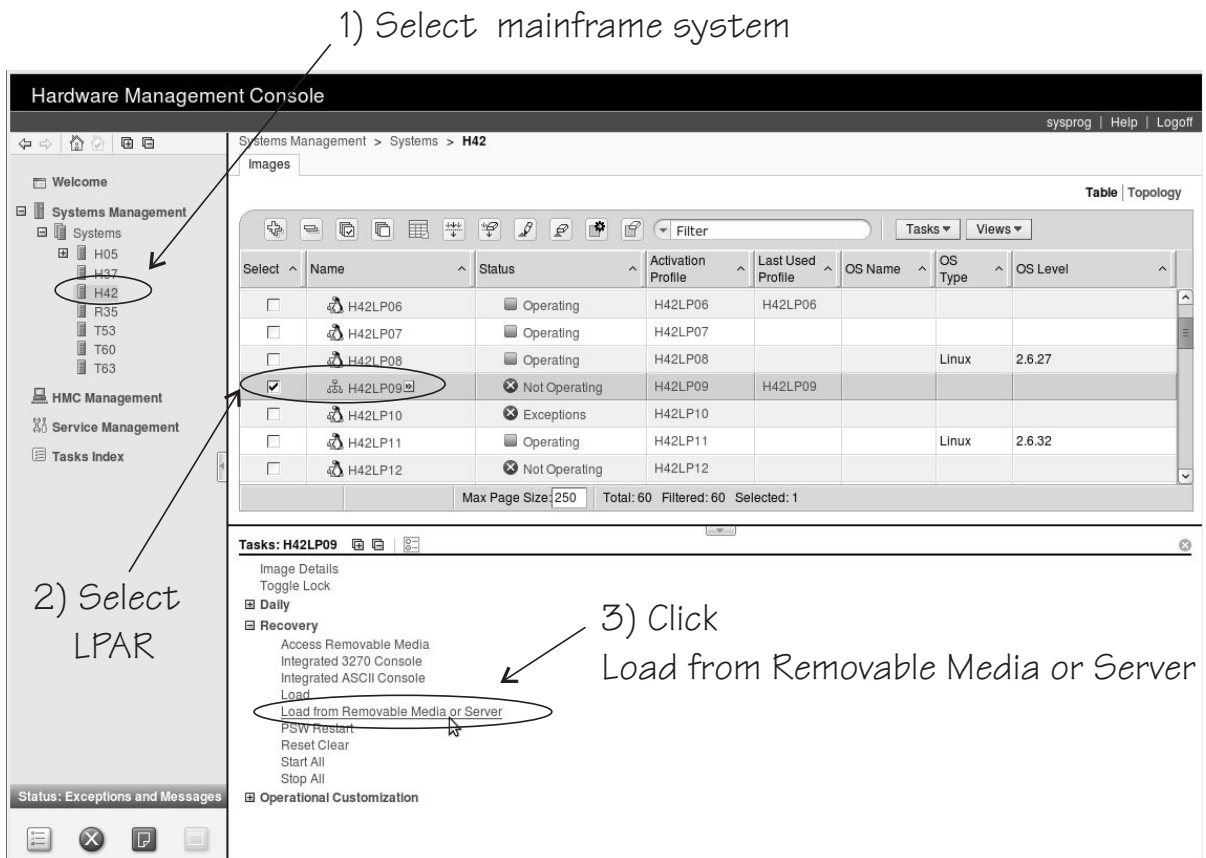 1) Select mainframe system
Hardware Management Console
sysprog | Help | Logoff
Systems Management > Systems > H42
Images
Welcome
Table | Topology
Systems Management
Systems
H05
H37
H42
R35
T53
T60
T63
HMC Management
Service Management
Tasks Index
Filter
Tasks Views
Select Name Status Activation Profile Last Used Profile OS Name OS Type OS Level
H42LP06 Operating H42LP06 H42LP06
H42LP07 Operating H42LP07
H42LP08 Operating H42LP08 Linux 2.6.27
H42LP09 Not Operating H42LP09 H42LP09
H42LP10 Exceptions H42LP10
H42LP11 Operating H42LP11 Linux 2.6.32
H42LP12 Not Operating H42LP12
Max Page Size: 250 Total: 60 Filtered: 60 Selected: 1
Tasks: H42LP09
Image Details
Toggle Lock
Daily
Recovery
Access Removable Media
Integrated 3270 Console
Integrated ASCII Console
Load
Load from Removable Media or Server
PSW Restart
Reset Clear
Start All
Stop All
Operational Customization
2) Select
LPAR
3) Click
Load from Removable Media or Server
Status: Exceptions and Messages